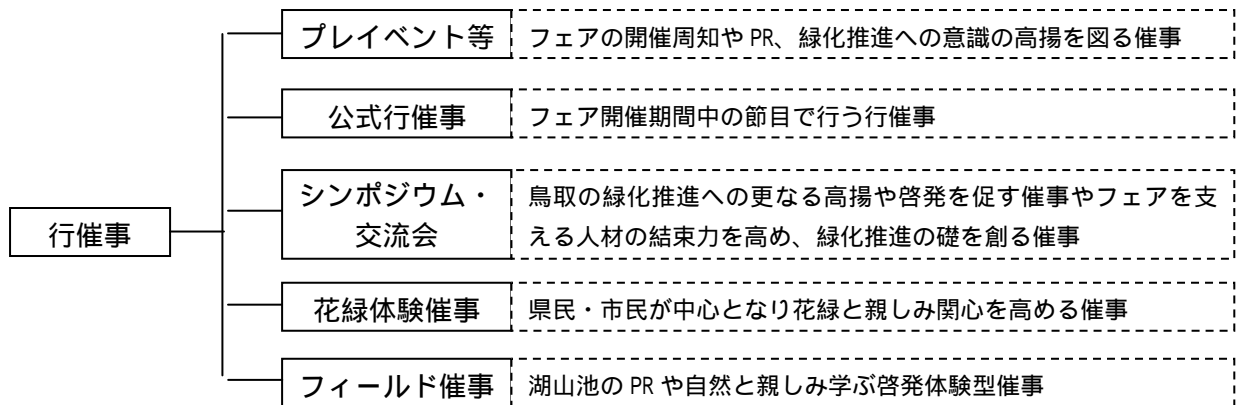 プレイベント等
フェアの開催周知や PR、緑化推進への意識の高揚を図る催事
公式行催事
フェア開催期間中の節目で行う行催事
行催事
シンポジウム・
交流会
鳥取の緑化推進への更なる高揚や啓発を促す催事やフェアを支
える人材の結束力を高め、緑化推進の礎を創る催事
花緑体験催事
県民・市民が中心となり花緑と親しみ関心を高める催事
フィールド催事
湖山池の PR や自然と親しみ学ぶ啓発体験型催事